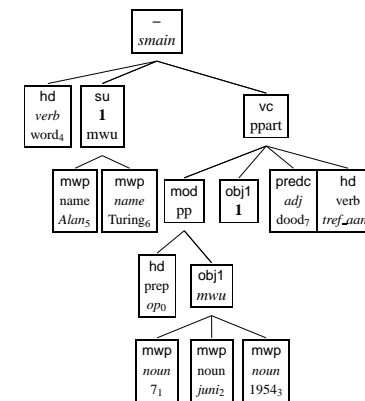 –
smain
hd
verb
word4
su
1
mwu
vc
ppart
mwp
name
Alan5
mwp
name
Turing6
mod
pp
obj1
1
predc
adj
dood7
hd
verb
tref_aan
hd
prep
op0
obj1
mwu
mwp
noun
71
mwp
noun
juni2
mwp
noun
19543